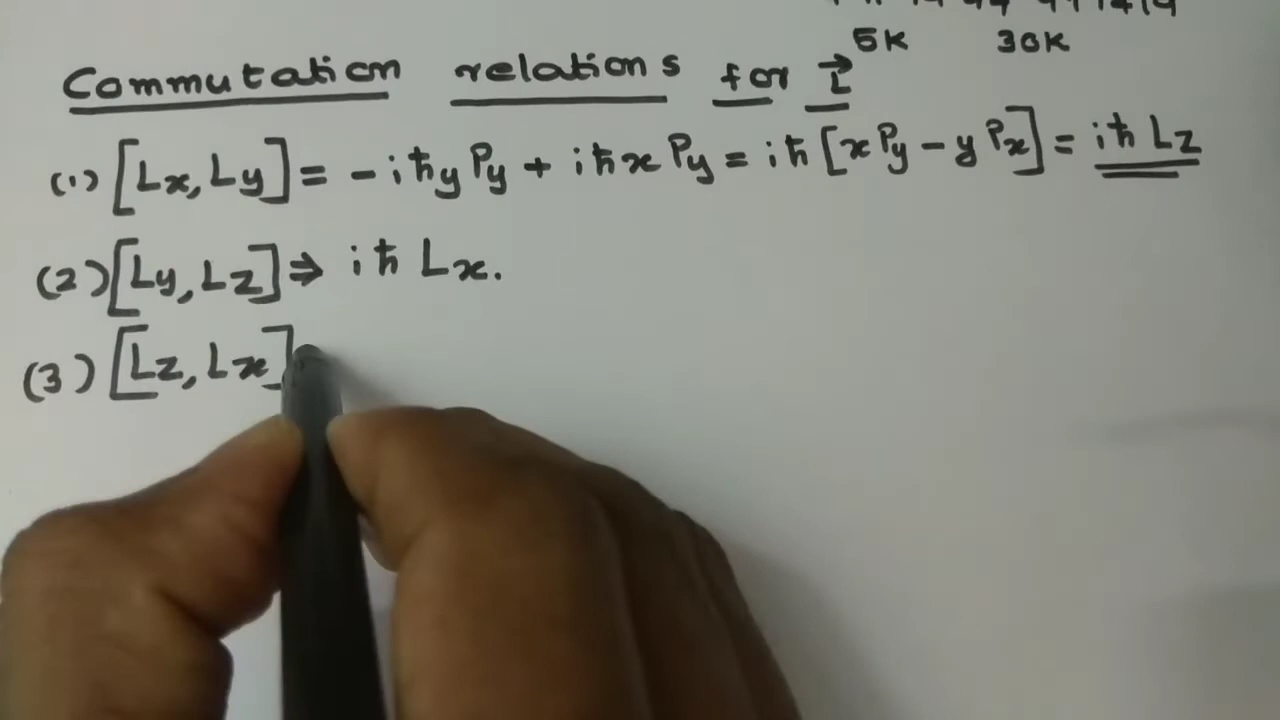 5K 30K
Commutation relations for L⃗
(1) [Lx, Ly] = -iħy Py + iħx Py = iħ [x Py - y Px] = iħ Lz
(2) [Ly, Lz] ⇒ iħ Lx.
(3) [Lz, Lx]